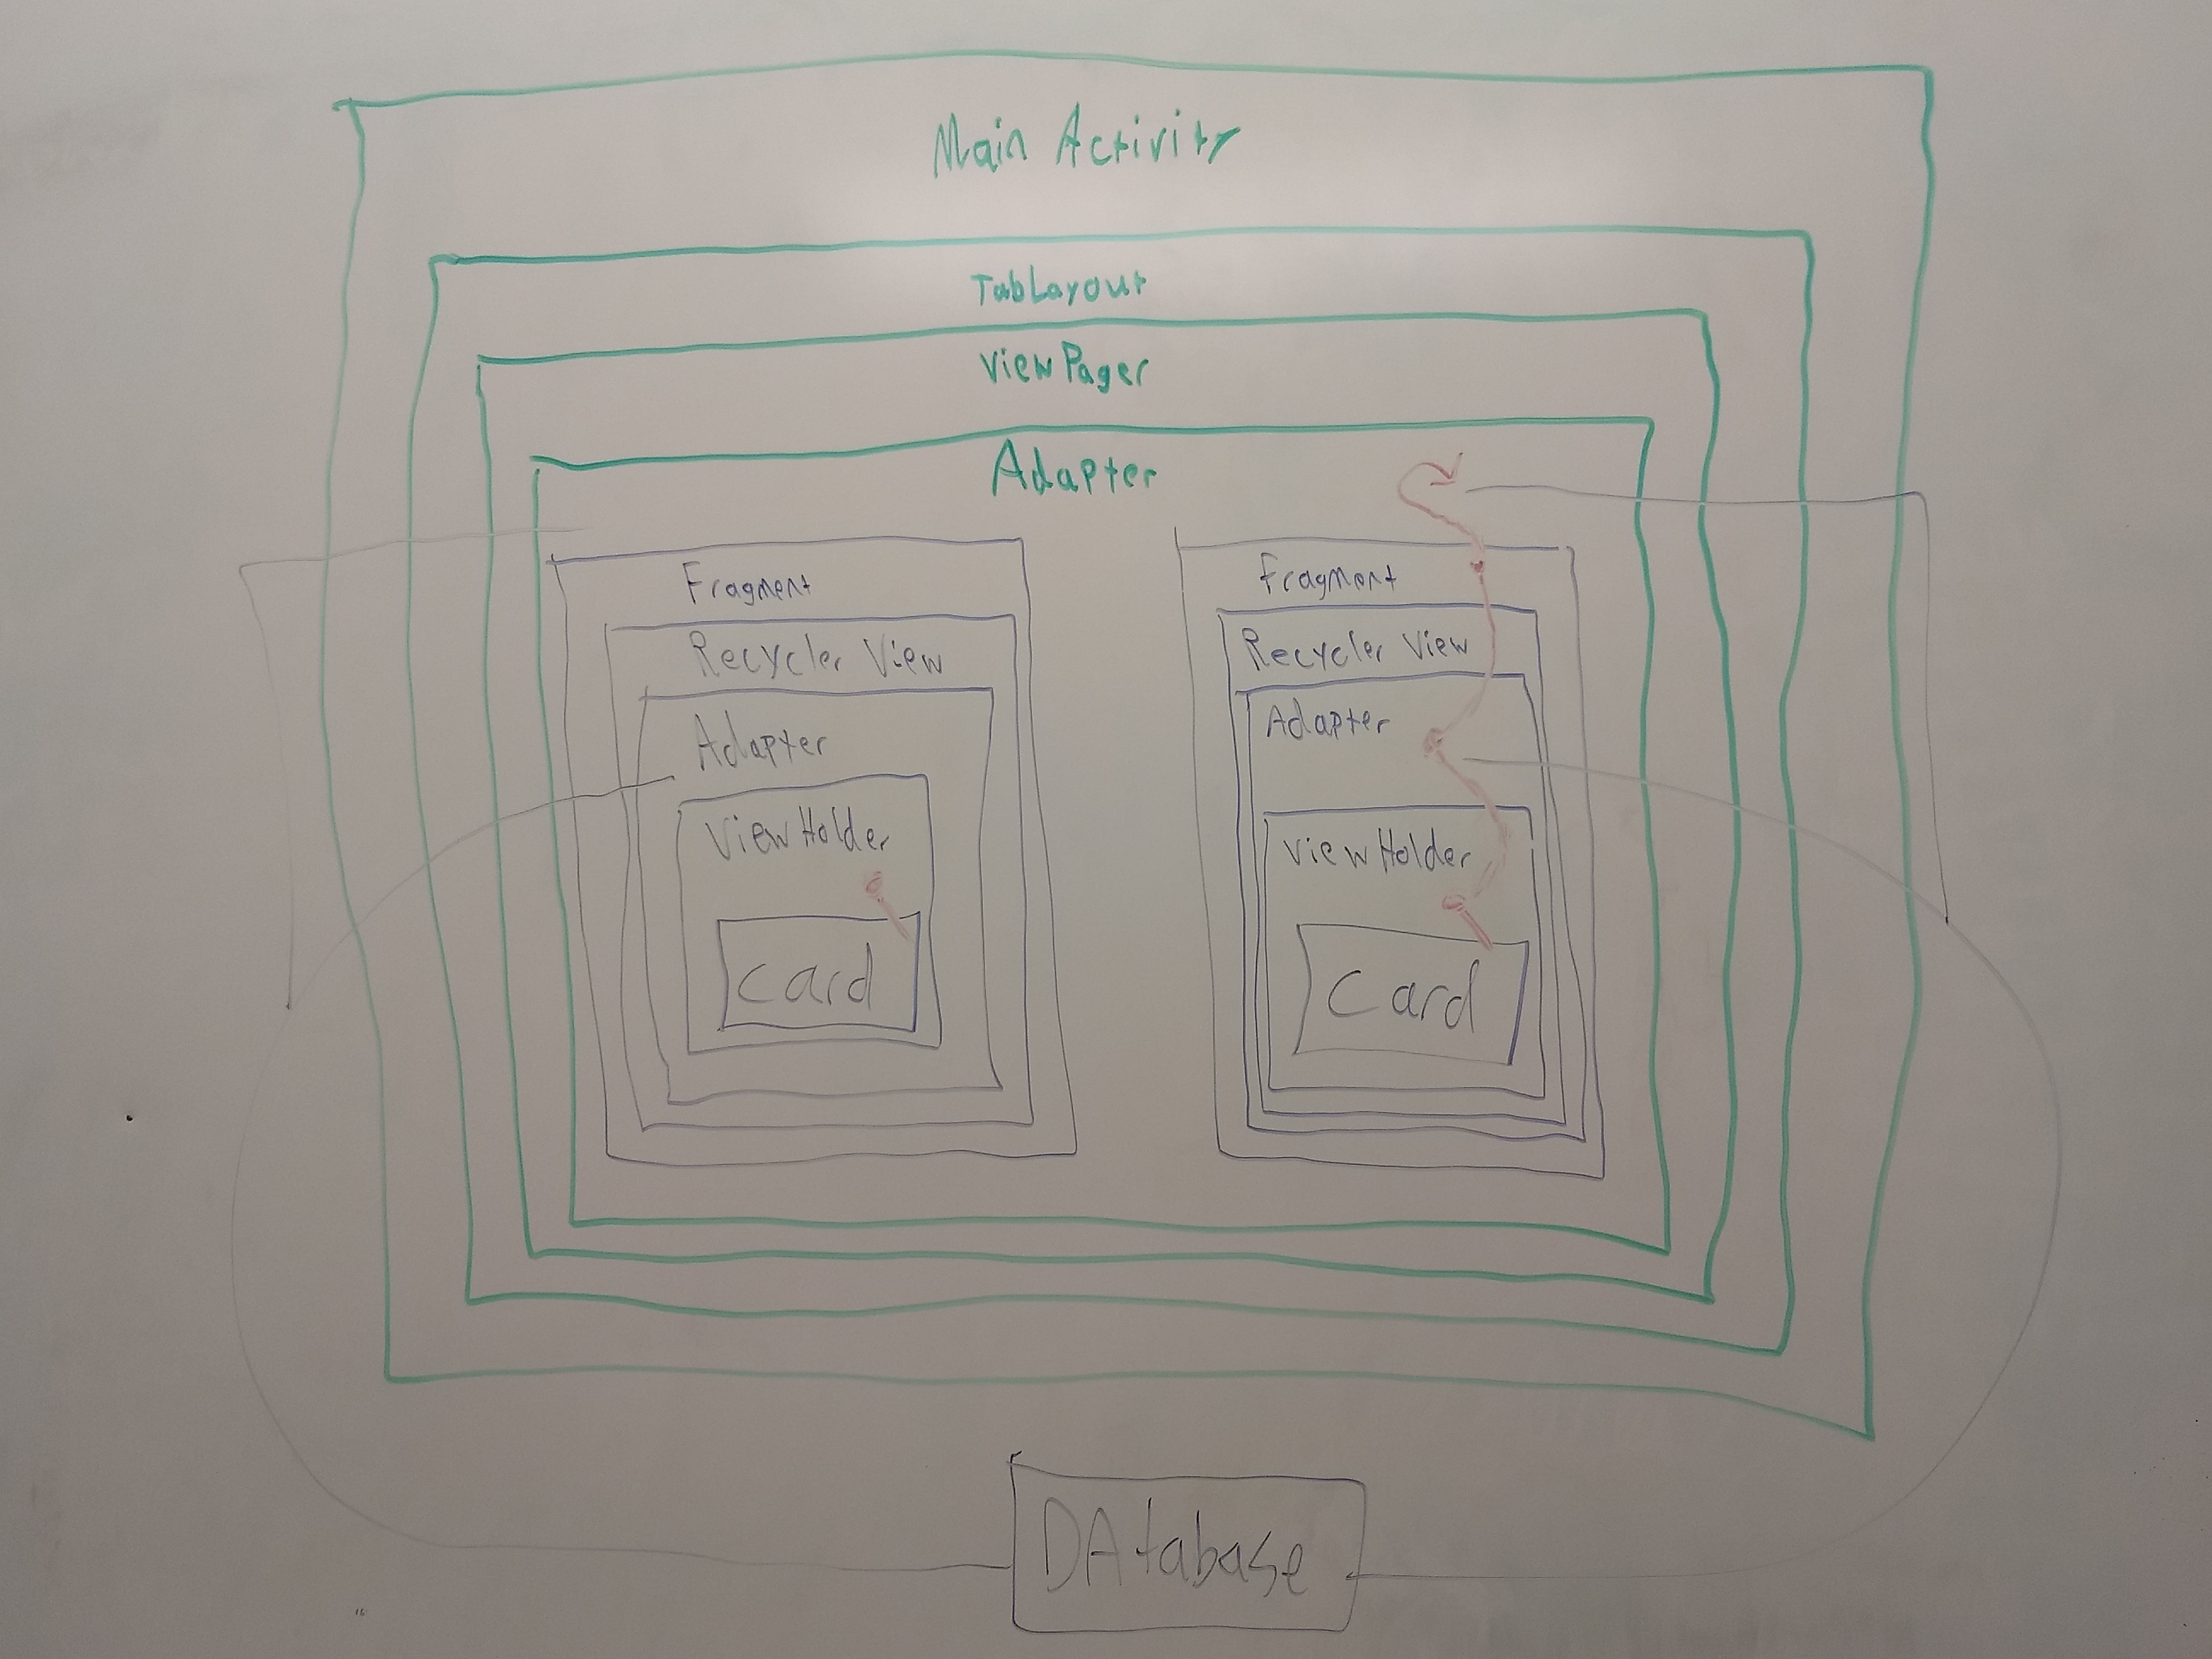 Main Activity
TabLayout
ViewPager
Adapter
Fragment
Recycler View
Adapter
ViewHolder
Card
Fragment
Recycler View
Adapter
ViewHolder
Card
DAtabase